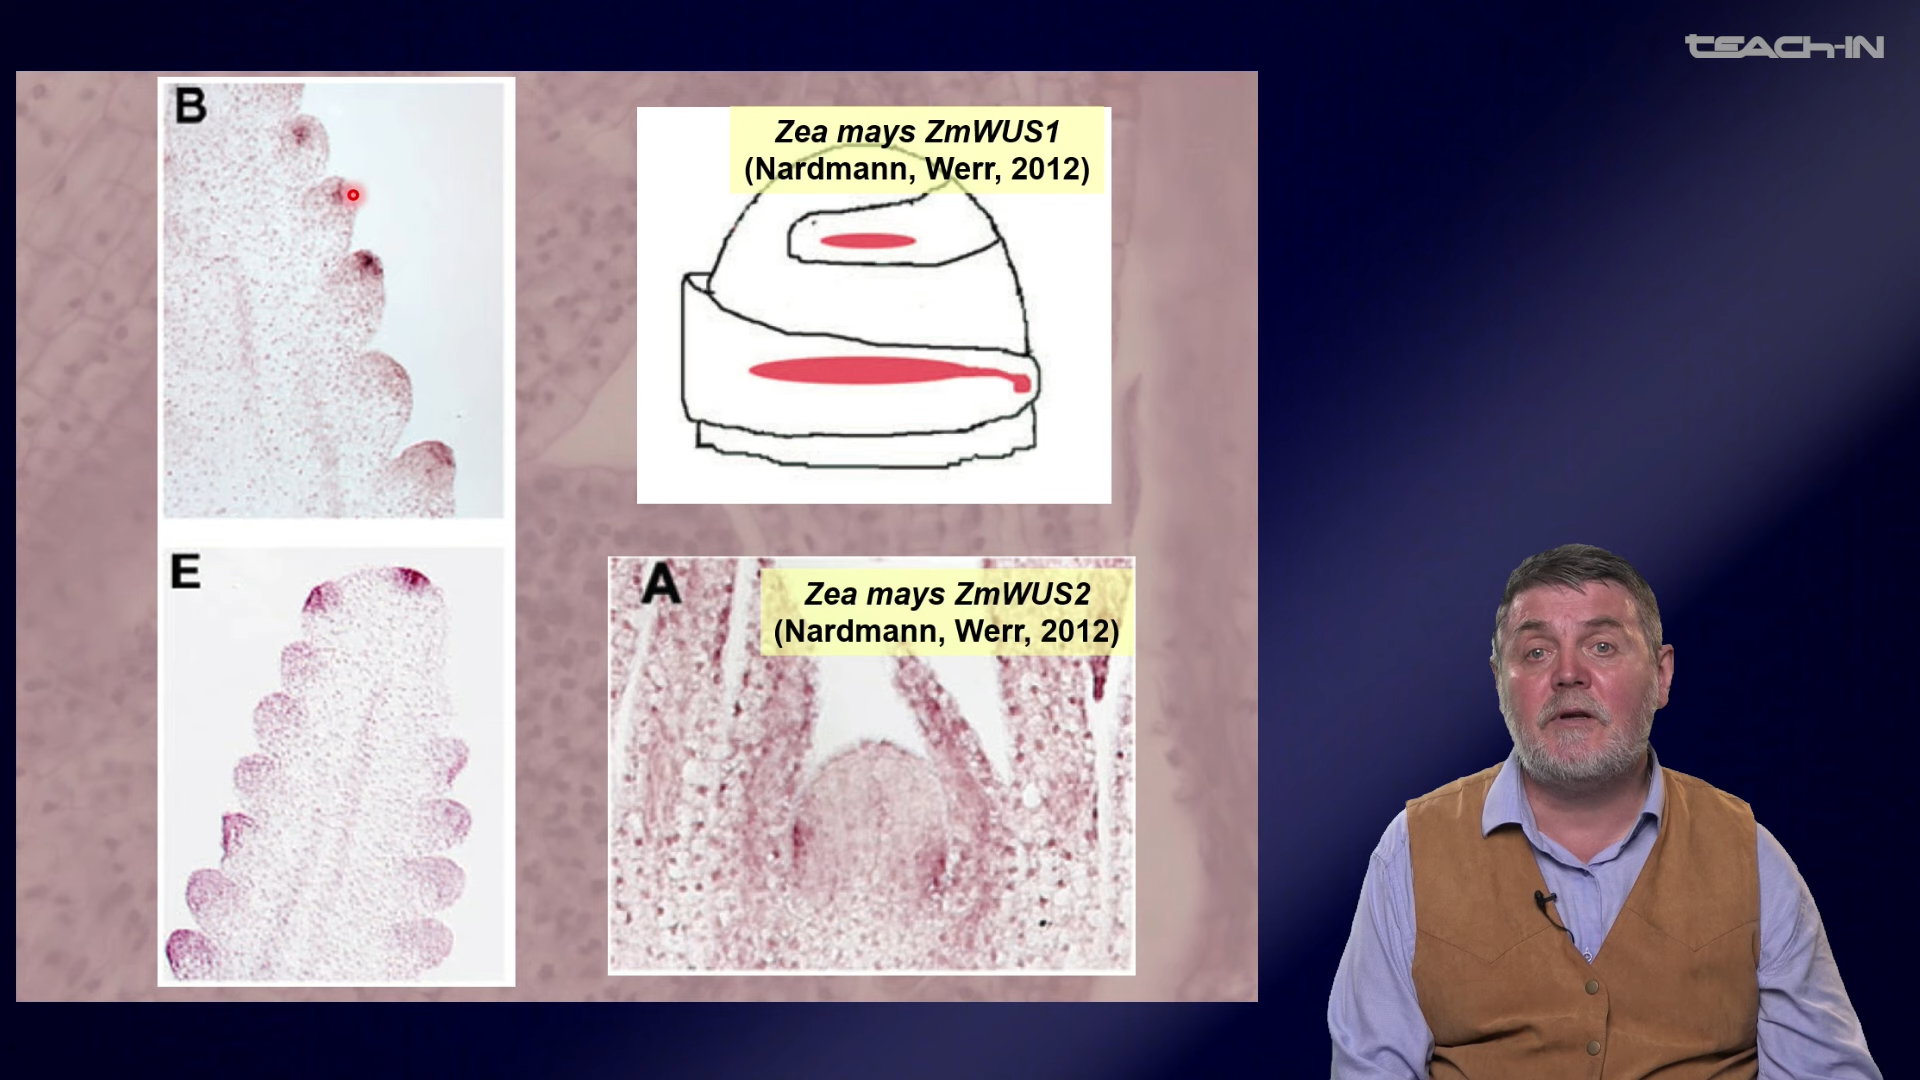 TEACH-IN
B
Zea mays ZmWUS1
(Nardmann, Werr, 2012)
E
A
Zea mays ZmWUS2
(Nardmann, Werr, 2012)